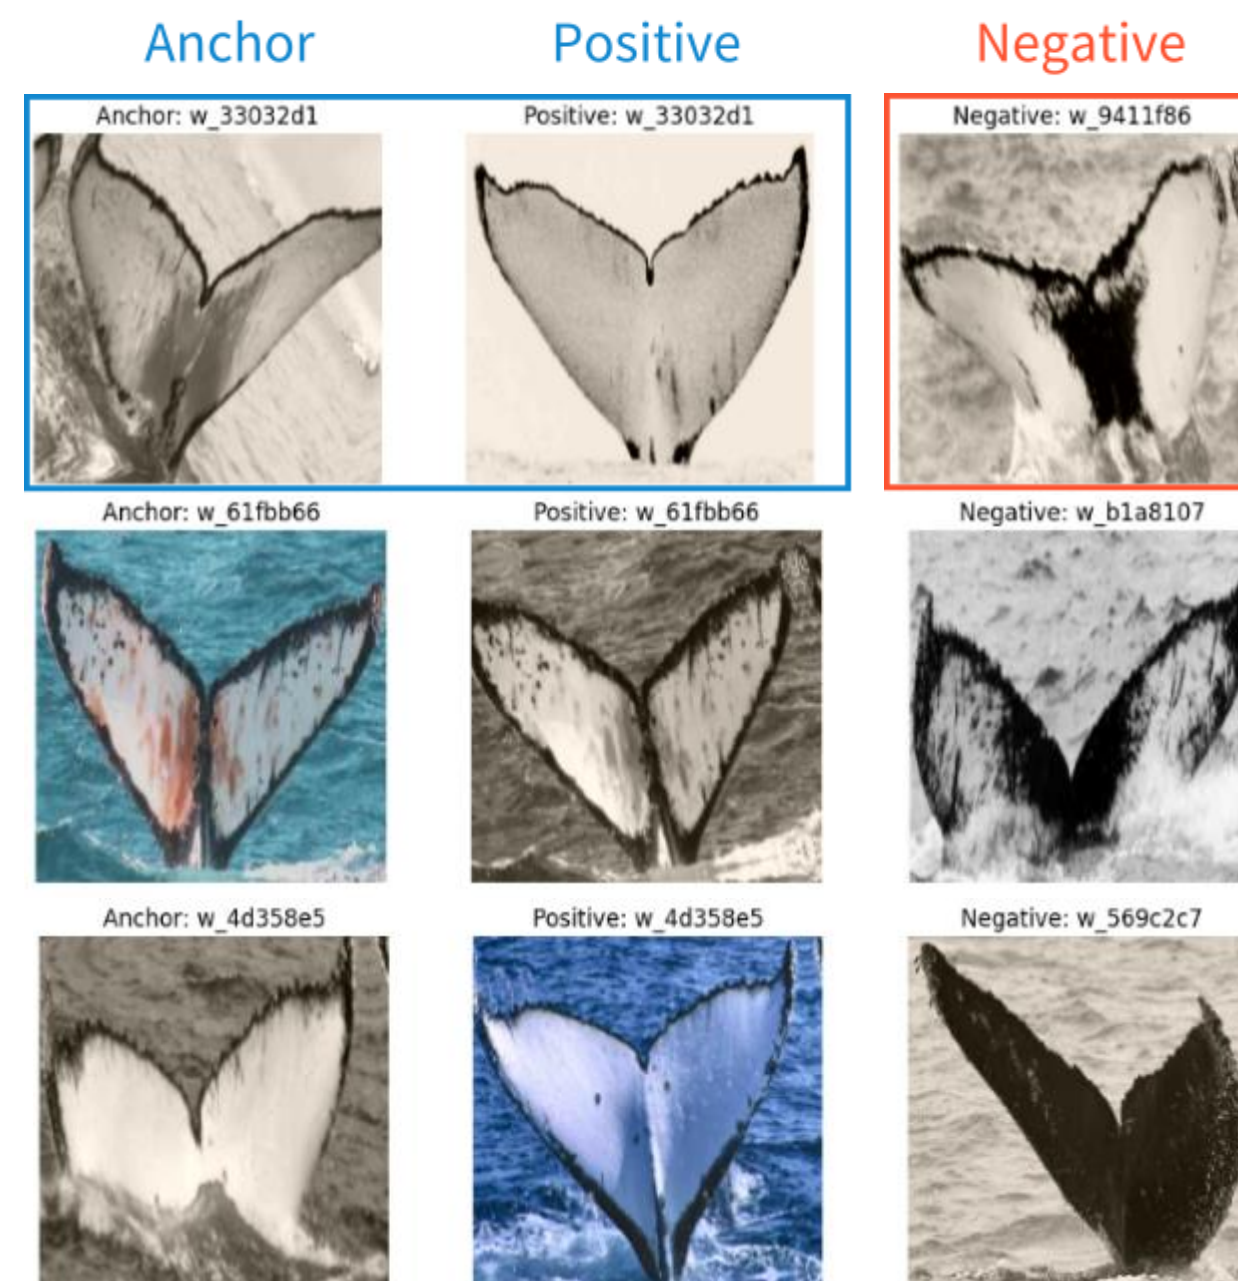 Anchor Positive Negative
Anchor: w_33032d1 Positive: w_33032d1 Negative: w_9411f86
Anchor: w_61fbb66 Positive: w_61fbb66 Negative: w_b1a8107
Anchor: w_4d358e5 Positive: w_4d358e5 Negative: w_569c2c7